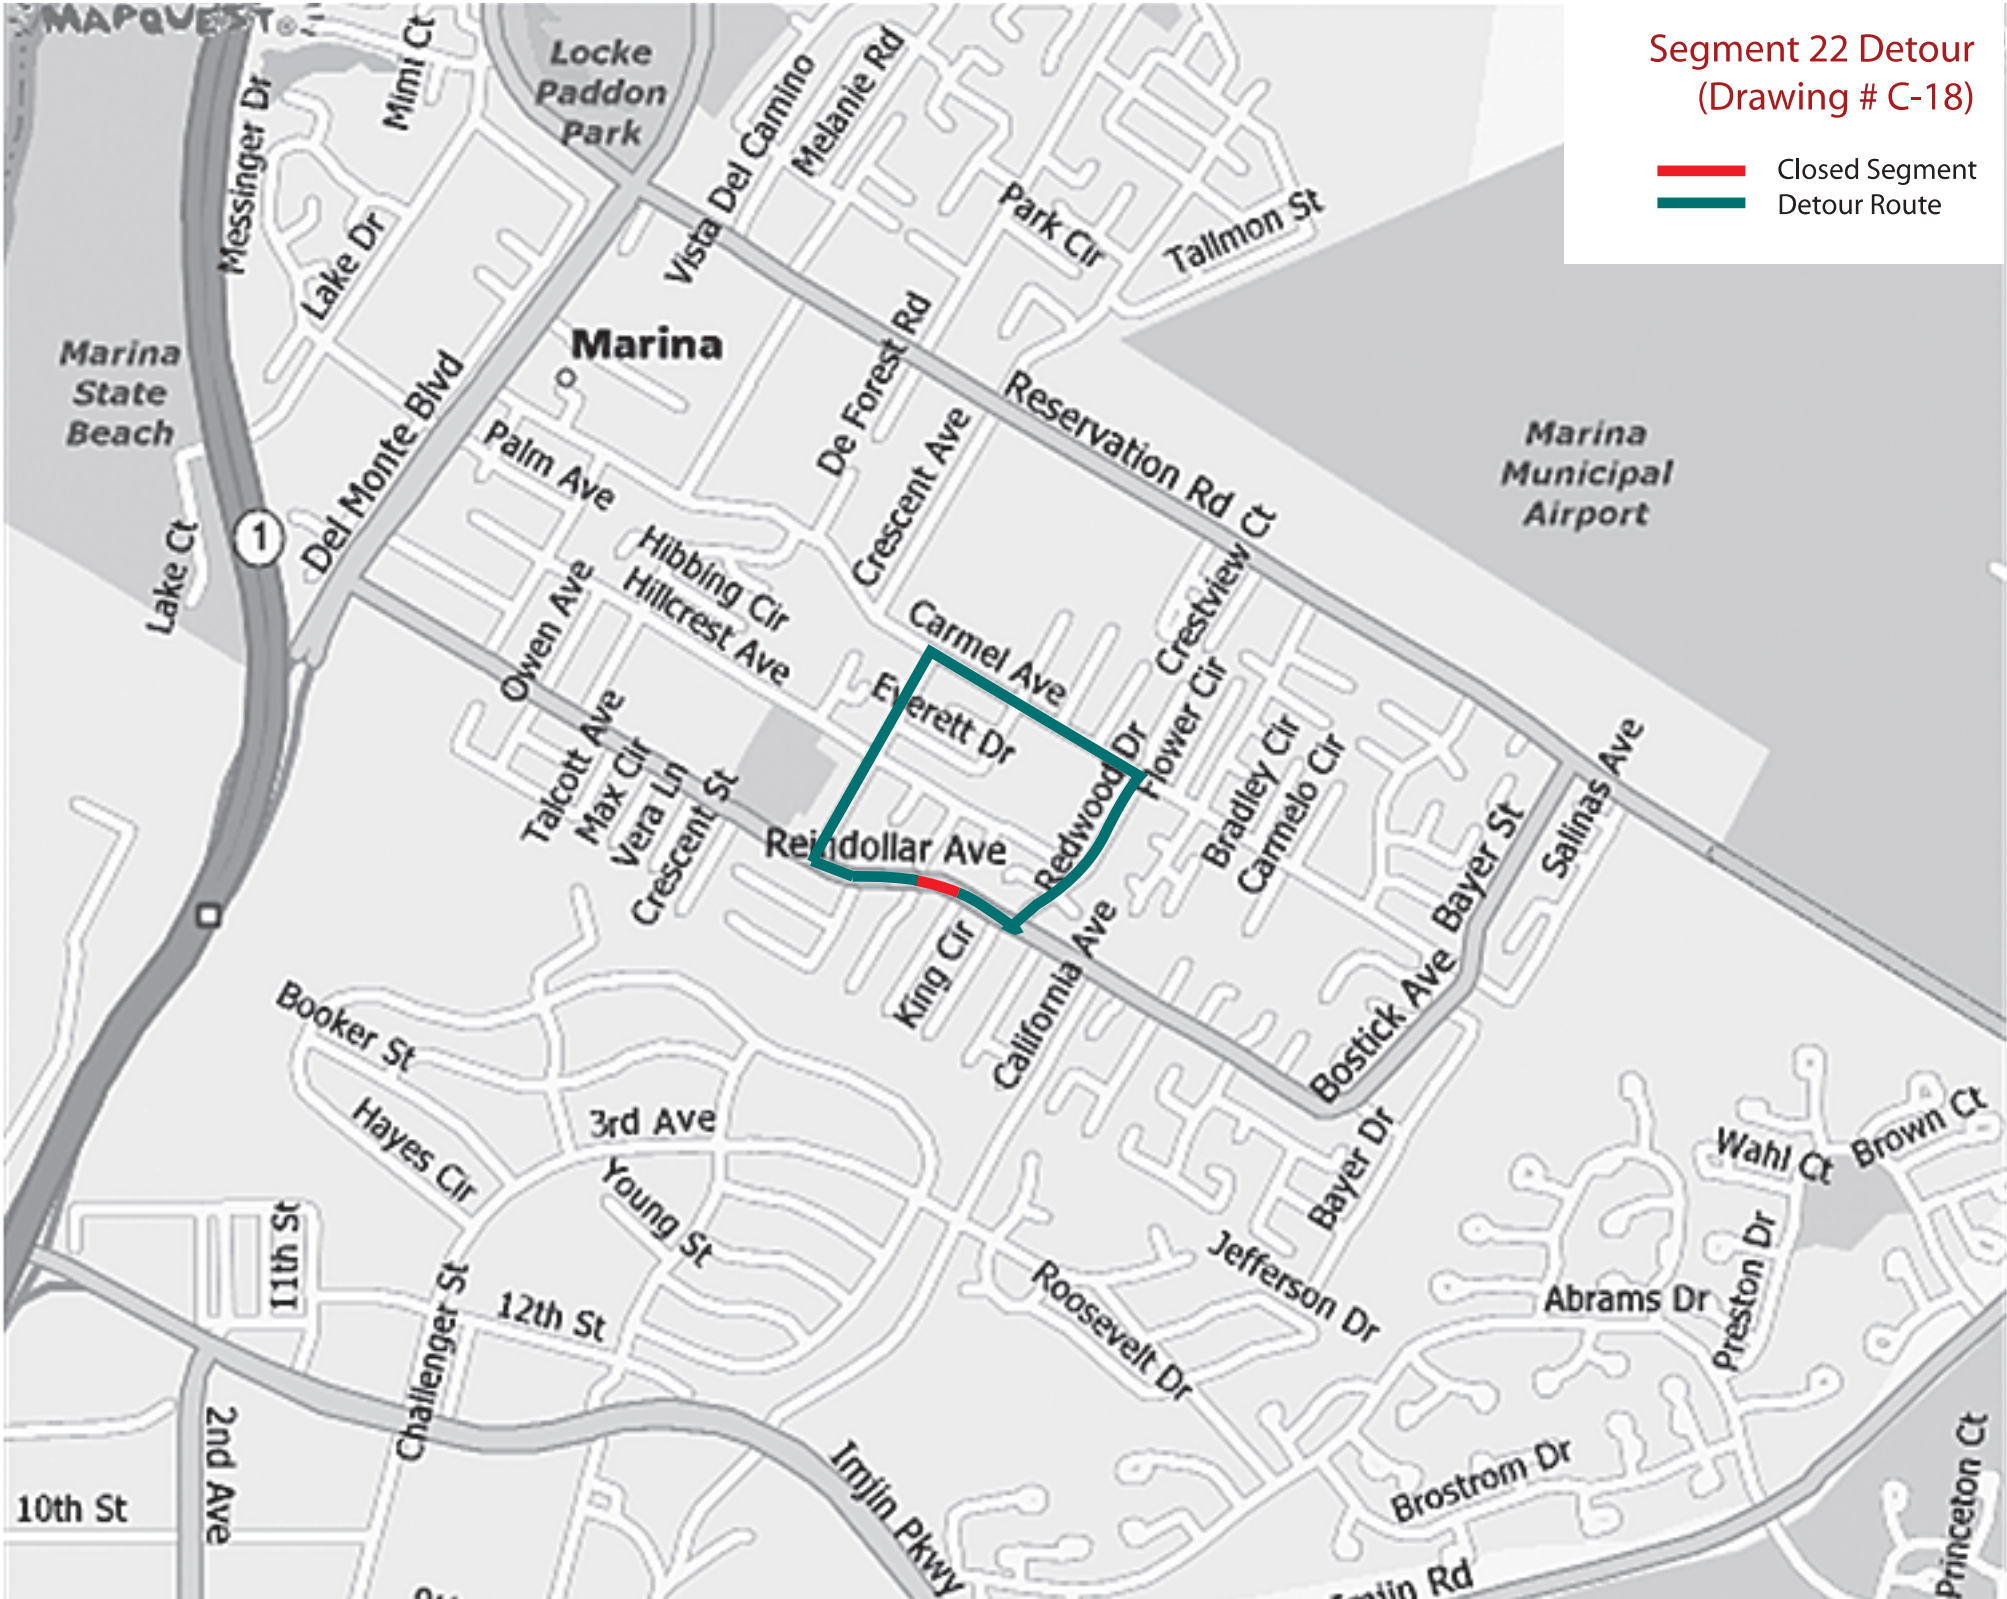 MAPQUEST®
Segment 22 Detour
(Drawing # C-18)
Closed Segment
Detour Route
Locke
Paddon
Park
Mimi Ct
Messinger Dr
Lake Dr
Vista Del Camino
Melanie Rd
Park Cir
Tallmon St
Marina
State
Beach
Marina
De Forest Rd
Reservation Rd
Ct
Marina
Municipal
Airport
Del Monte Blvd
Palm Ave
Crescent Ave
1
Lake Ct
Hibbing Cir
Hillcrest Ave
Owen Ave
Carmel Ave
Crestview
Everett Dr
Flower Cir
Redwood Dr
Talcott Ave
Max Cir
Vera Ln
Crescent St
Reindollar Ave
Bradley Cir
Carmelo Cir
Bayer St
Salinas Ave
King Cir
California Ave
Bostick Ave
Booker St
Hayes Cir
3rd Ave
Young St
Bayer Dr
Wahl Ct
Brown Ct
11th St
12th St
Challenger St
Jefferson Dr
Roosevelt Dr
Abrams Dr
Preston Dr
2nd Ave
10th St
Imjin Pkwy
Brostrom Dr
Imjin Rd
Princeton Ct